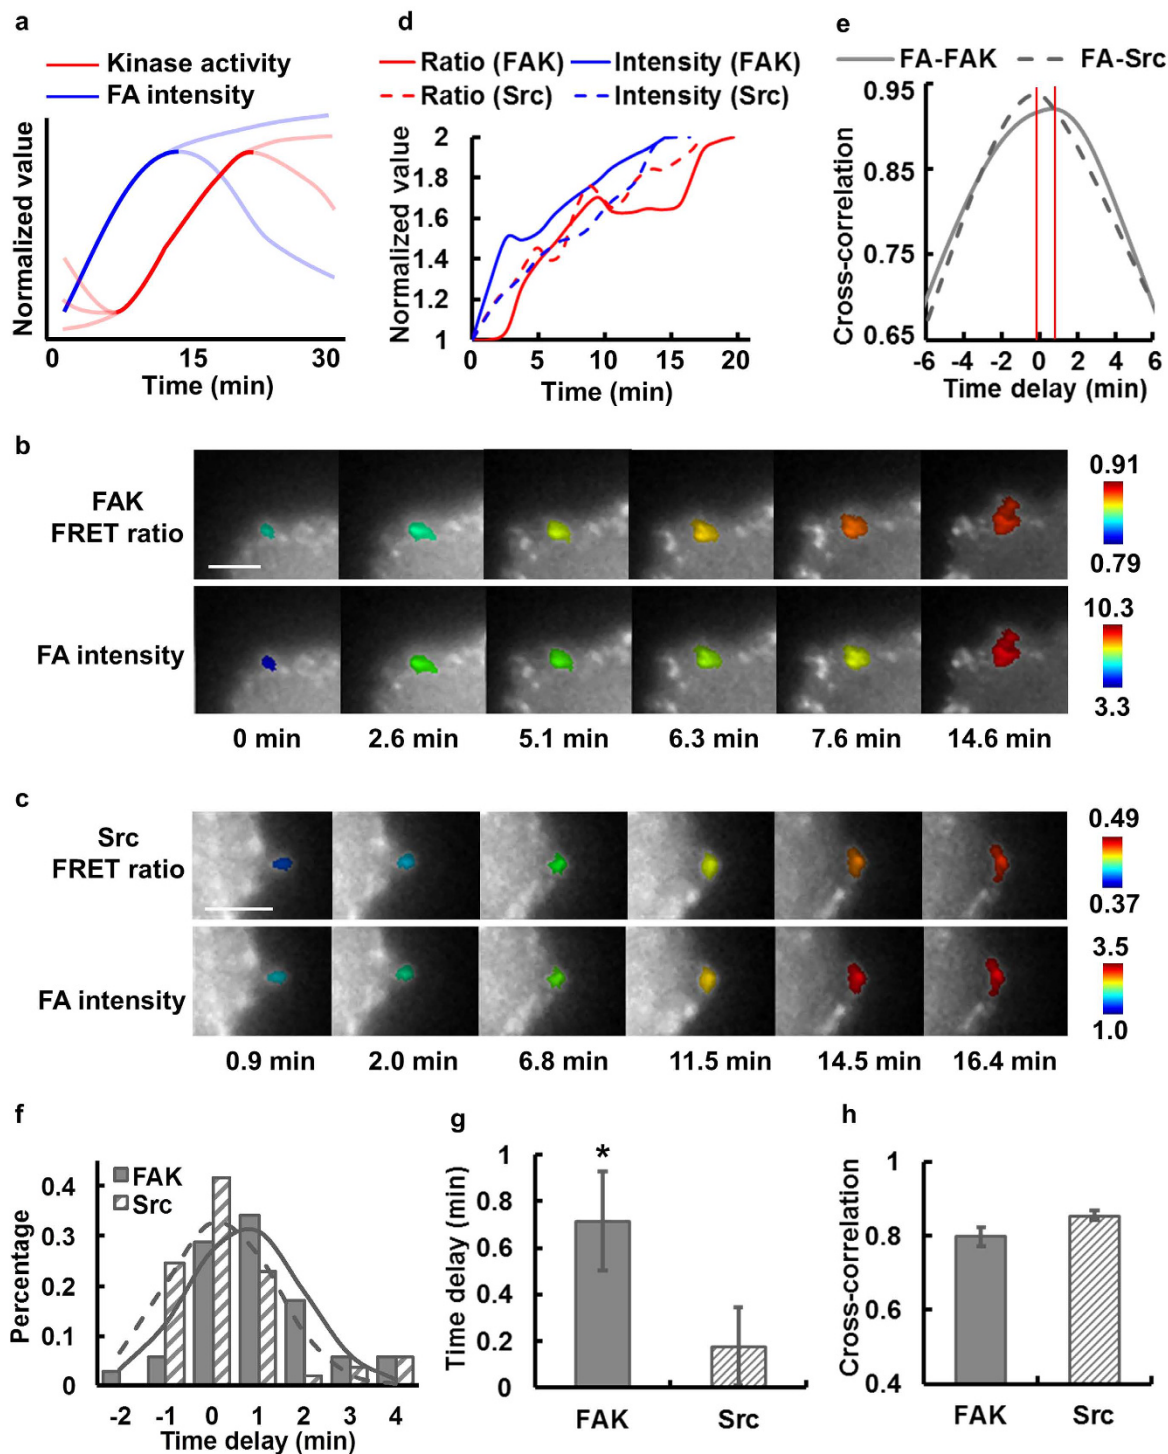 a
Kinase activity
FA intensity
Normalized value
0 15 30
Time (min)
d
Ratio (FAK) Intensity (FAK)
Ratio (Src) Intensity (Src)
Normalized value
2
1.8
1.6
1.4
1.2
1
0 5 10 15 20
Time (min)
e
FA-FAK FA-Src
Cross-correlation
0.95
0.85
0.75
0.65
-6 -4 -2 0 2 4 6
Time delay (min)
b
FAK
FRET ratio
0.91
0.79
FA intensity
10.3
3.3
0 min 2.6 min 5.1 min 6.3 min 7.6 min 14.6 min
c
Src
FRET ratio
0.49
0.37
FA intensity
3.5
1.0
0.9 min 2.0 min 6.8 min 11.5 min 14.5 min 16.4 min
f
FAK
Src
Percentage
0.4
0.3
0.2
0.1
0
-2 -1 0 1 2 3 4
Time delay (min)
g
Time delay (min)
1
0.8
0.6
0.4
0.2
0
*
FAK Src
h
Cross-correlation
1
0.8
0.6
0.4
FAK Src